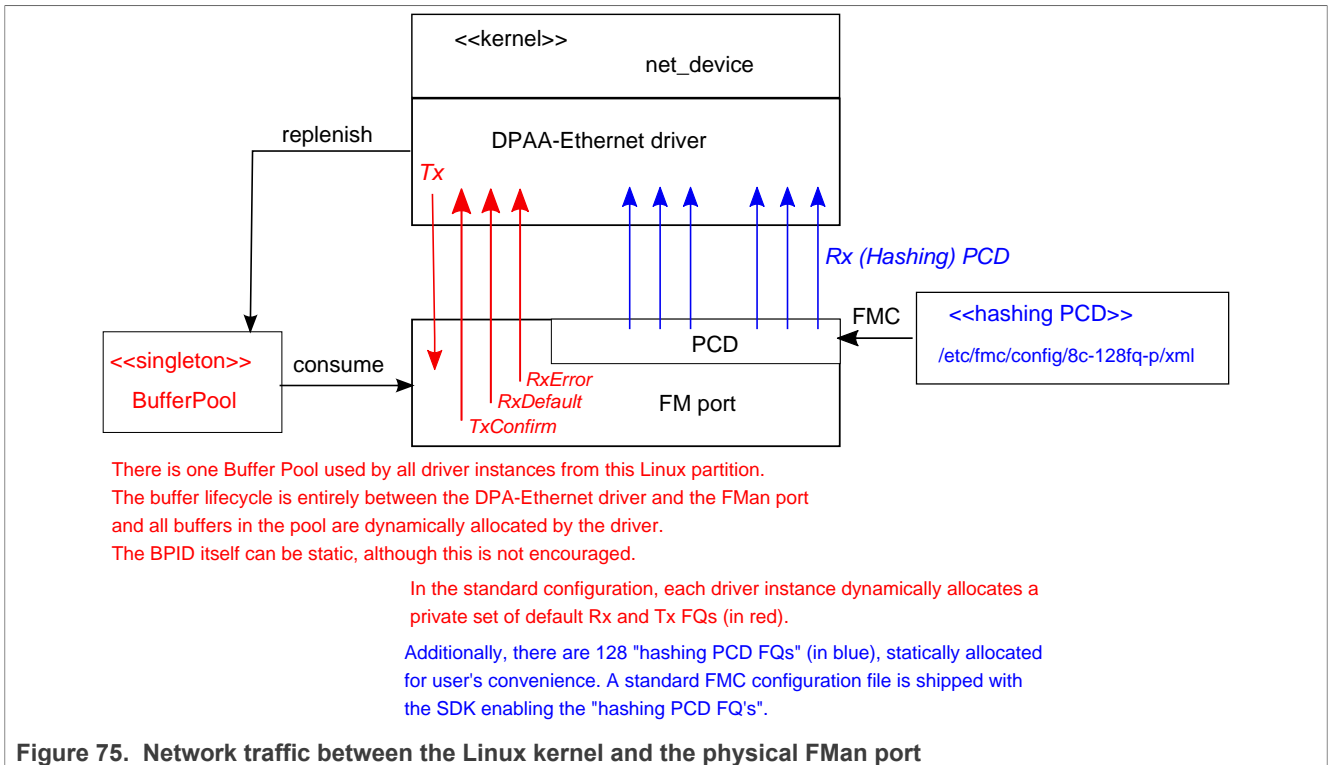 <<kernel>>
net_device
replenish
DPAA-Ethernet driver
Tx
Rx (Hashing) PCD
FMC
<<hashing PCD>>
/etc/fmc/config/8c-128fq-p/xml
PCD
<<singleton>>
BufferPool
consume
RxError
RxDefault
TxConfirm
FM port
There is one Buffer Pool used by all driver instances from this Linux partition.
The buffer lifecycle is entirely between the DPA-Ethernet driver and the FMan port
and all buffers in the pool are dynamically allocated by the driver.
The BPID itself can be static, although this is not encouraged.
In the standard configuration, each driver instance dynamically allocates a
private set of default Rx and Tx FQs (in red).
Additionally, there are 128 "hashing PCD FQs" (in blue), statically allocated
for user's convenience. A standard FMC configuration file is shipped with
the SDK enabling the "hashing PCD FQ's".
Figure 75. Network traffic between the Linux kernel and the physical FMan port